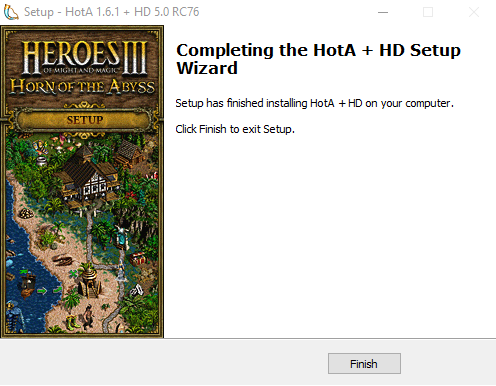 Setup - HotA 1.6.1 + HD 5.0 RC76
HEROES III
OF MIGHT AND MAGIC
HORN OF THE ABYSS
SETUP
Completing the HotA + HD Setup
Wizard
Setup has finished installing HotA + HD on your computer.
Click Finish to exit Setup.
Finish